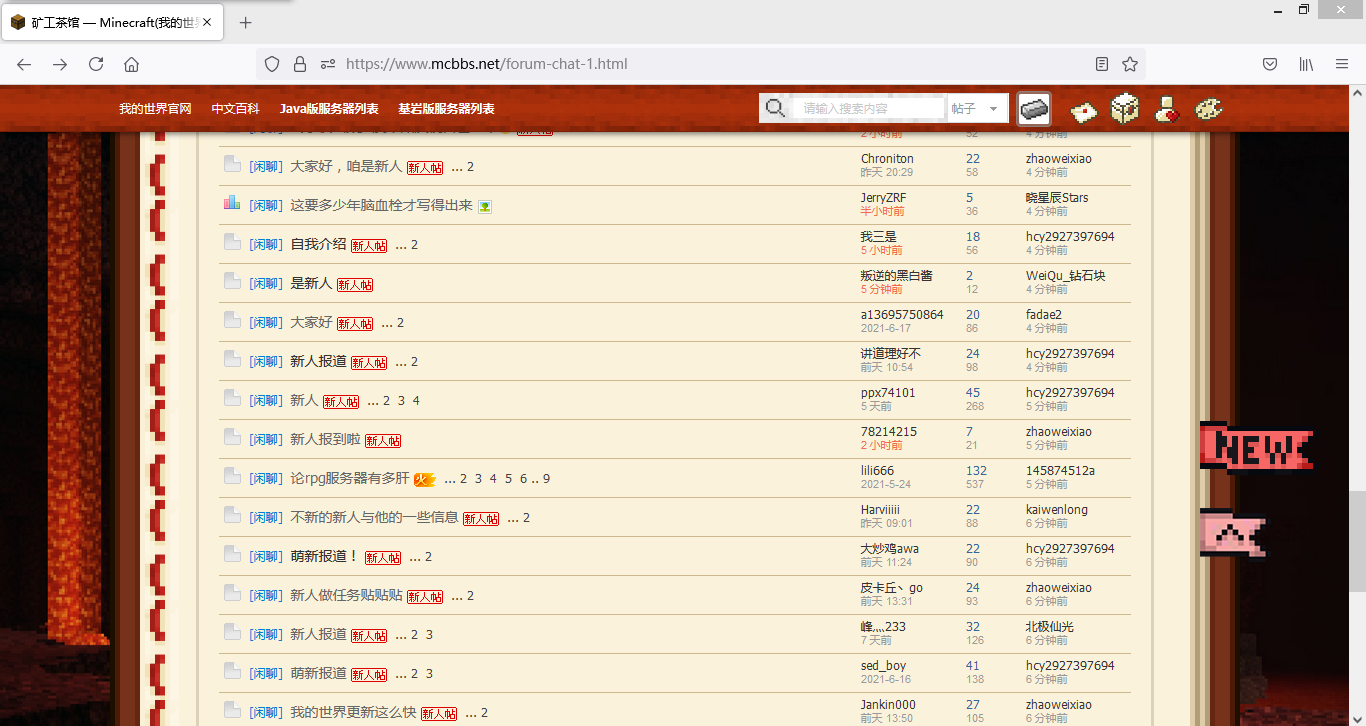 矿工茶馆 — Minecraft(我的世
https://www.mcbbs.net/forum-chat-1.html
我的世界官网 中文百科 Java版服务器列表 基岩版服务器列表 请输入搜索内容 帖子
2 小时前 52 4 分钟前
[闲聊] 大家好，咱是新人 新人帖 ... 2 Chroniton 22 zhaoweixiao
昨天 20:29 58 4 分钟前
[闲聊] 这要多少年脑血栓才写得出来 JerryZRF 5 晓星辰Stars
半小时前 36 4 分钟前
[闲聊] 自我介绍 新人帖 ... 2 我三是 18 hcy2927397694
5 小时前 56 4 分钟前
[闲聊] 是新人 新人帖 叛逆的黑白酱 2 WeiQu_钻石块
5 分钟前 12 4 分钟前
[闲聊] 大家好 新人帖 ... 2 a13695750864 20 fadae2
2021-6-17 86 4 分钟前
[闲聊] 新人报道 新人帖 ... 2 讲道理好不 24 hcy2927397694
前天 10:54 98 4 分钟前
[闲聊] 新人 新人帖 ... 2 3 4 ppx74101 45 hcy2927397694
5 天前 268 5 分钟前
[闲聊] 新人报到啦 新人帖 78214215 7 zhaoweixiao
2 小时前 21 5 分钟前
[闲聊] 论rpg服务器有多肝 火 ... 2 3 4 5 6 .. 9 lili666 132 145874512a
2021-5-24 537 5 分钟前
[闲聊] 不新的新人与他的一些信息 新人帖 ... 2 Harviiiii 22 kaiwenlong
昨天 09:01 88 6 分钟前
[闲聊] 萌新报道！ 新人帖 ... 2 大炒鸡awa 22 hcy2927397694
前天 11:24 90 6 分钟前
[闲聊] 新人做任务贴贴贴 新人帖 ... 2 皮卡丘丶go 24 zhaoweixiao
前天 13:31 93 6 分钟前
[闲聊] 新人报道 新人帖 ... 2 3 峰灬233 32 北极仙光
7 天前 126 6 分钟前
[闲聊] 萌新报道 新人帖 ... 2 3 sed_boy 41 hcy2927397694
2021-6-16 138 6 分钟前
[闲聊] 我的世界更新这么快 新人帖 ... 2 Jankin000 27 zhaoweixiao
前天 13:50 105 6 分钟前
NEW